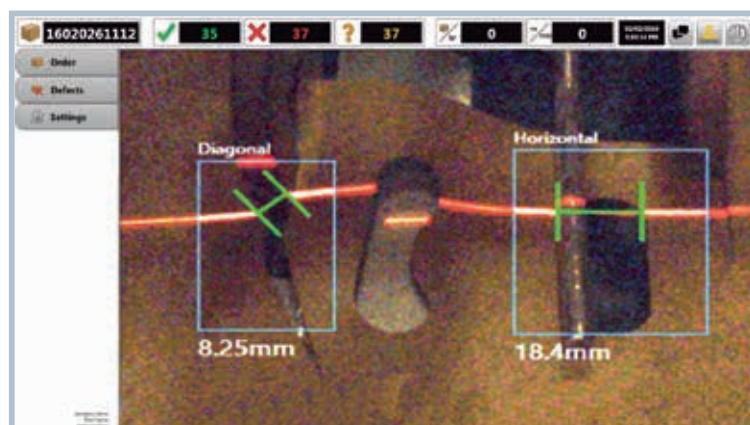 16020261112
35
37
37
0
0
Order
Defects
Settings
Diagonal
Horizontal
8.25mm
18.4mm